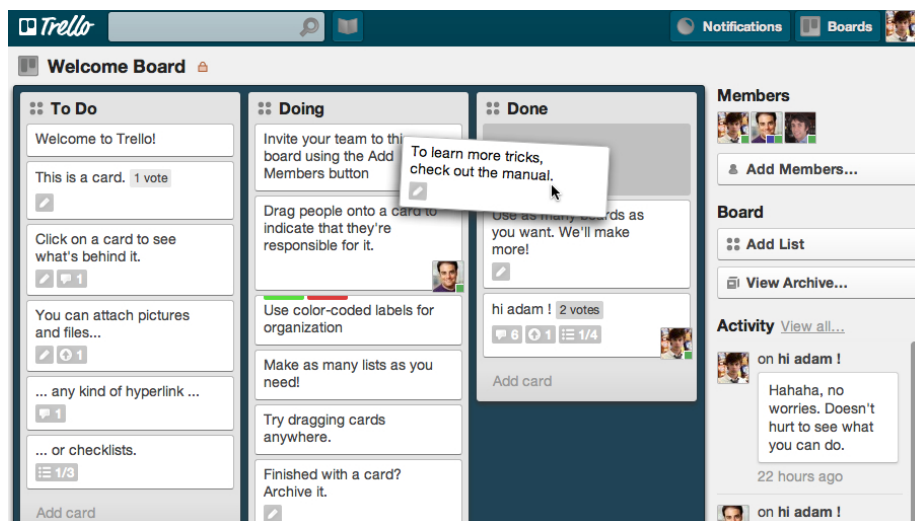 Trello
Notifications
Boards
Welcome Board
To Do
Welcome to Trello!
This is a card. 1 vote
Click on a card to see
what's behind it.
1
You can attach pictures
and files...
1
... any kind of hyperlink ...
1
... or checklists.
1/3
Add card
Doing
Invite your team to thi
board using the Add
Members button
Drag people onto a card to
indicate that they're
responsible for it.
Use color-coded labels for
organization
Make as many lists as you
need!
Try dragging cards
anywhere.
Finished with a card?
Archive it.
To learn more tricks,
check out the manual.
Done
Use as many boards as
you want. We'll make
more!
hi adam ! 2 votes
6 1 1/4
Add card
Members
Add Members...
Board
Add List
View Archive...
Activity View all...
on hi adam !
Hahaha, no
worries. Doesn't
hurt to see what
you can do.
22 hours ago
on hi adam !